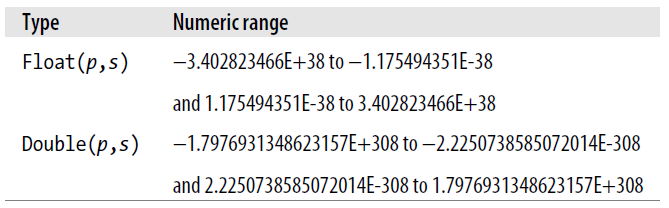 Type Numeric range
Float(p,s) −3.402823466E+38 to −1.175494351E-38
and 1.175494351E-38 to 3.402823466E+38
Double(p,s) −1.7976931348623157E+308 to −2.2250738585072014E-308
and 2.2250738585072014E-308 to 1.7976931348623157E+308